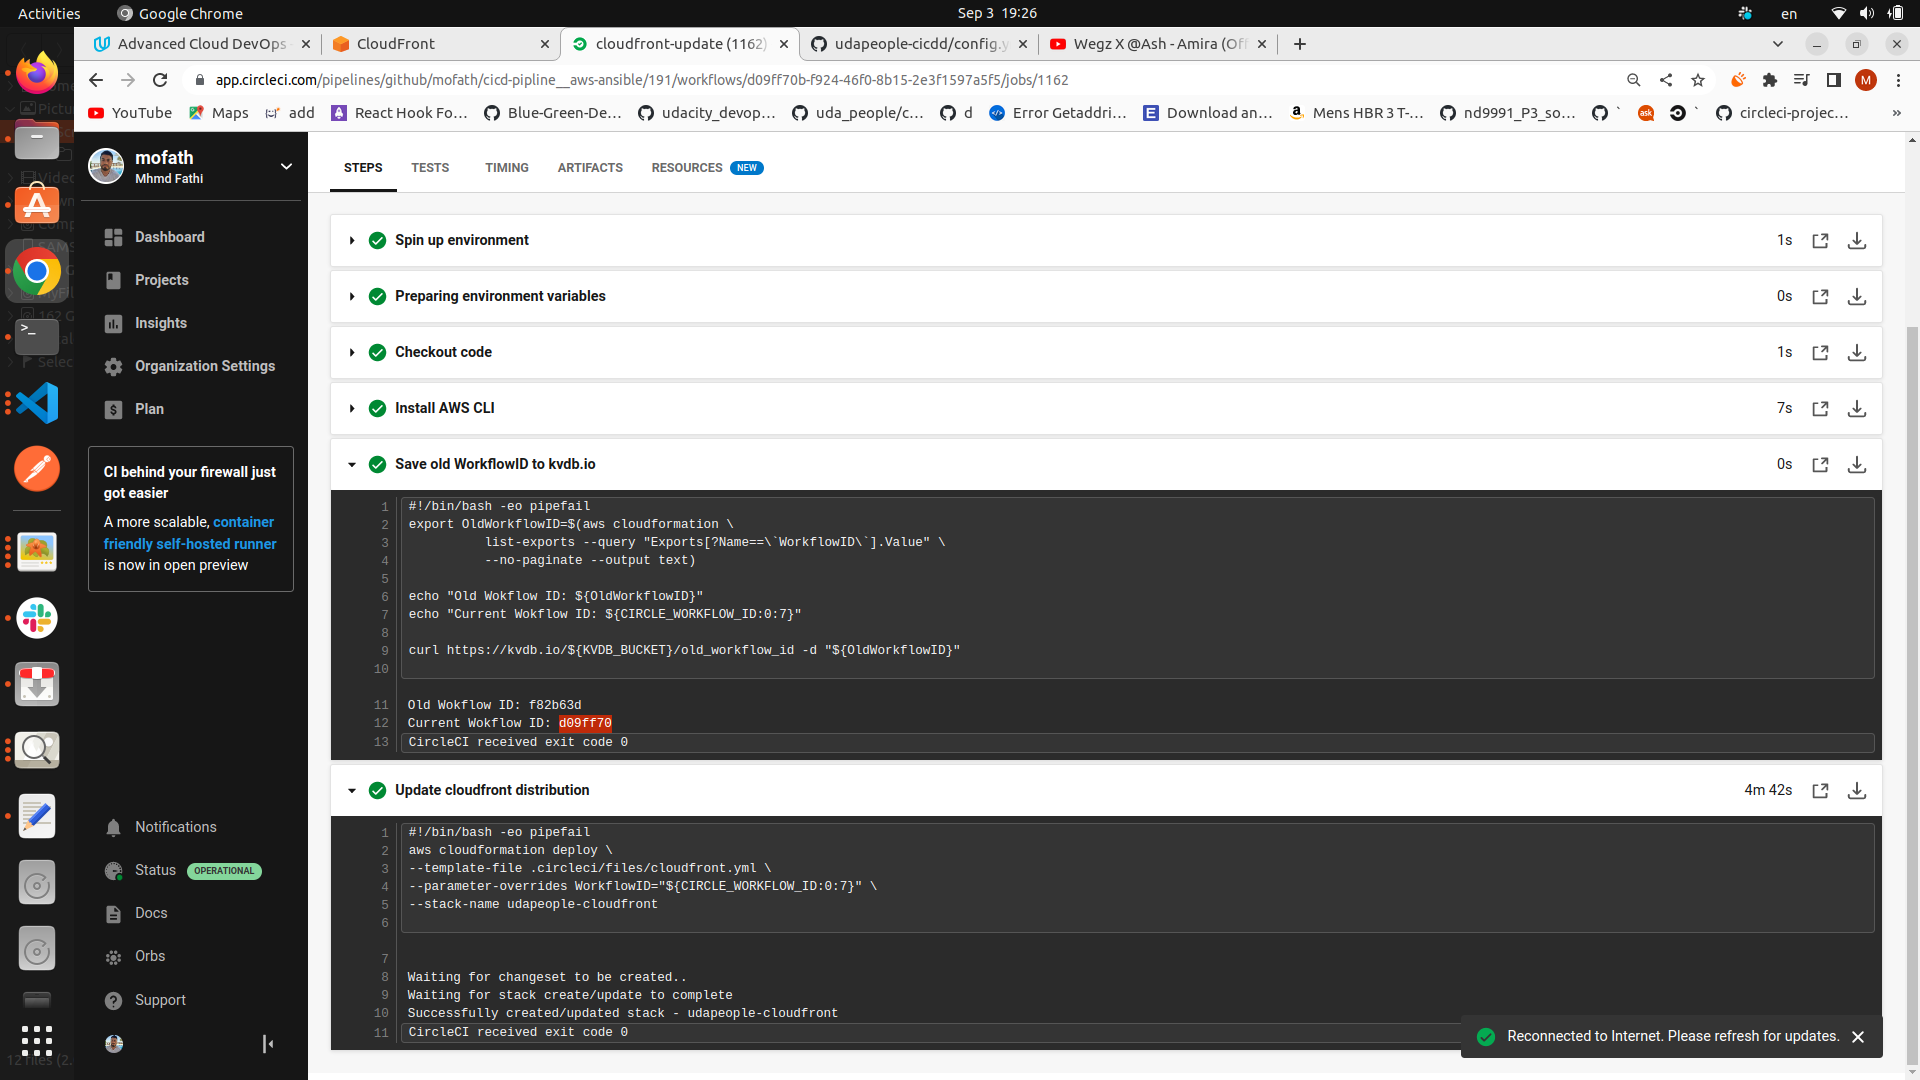 Activities
Google Chrome
Sep 3 19:26
en
Advanced Cloud DevOps -
CloudFront
cloudfront-update (1162)
udapeople-cicdd/config.y
Wegz X @Ash - Amira (Off
app.circleci.com/pipelines/github/mofath/cicd-pipline__aws-ansible/191/workflows/d09ff70b-f924-46f0-8b15-2e3f1597a5f5/jobs/1162
M
YouTube
Maps
add
React Hook Fo...
Blue-Green-De...
udacity_devop...
uda_people/c...
d
Error Getaddri...
Download an...
Mens HBR 3 T-...
nd9991_P3_so...
`
ask
`
circleci-projec...
»
mofath
Mhmd Fathi
Dashboard
Projects
Insights
Organization Settings
Plan
CI behind your firewall just
got easier
A more scalable, container
friendly self-hosted runner
is now in open preview
Notifications
Status OPERATIONAL
Docs
Orbs
Support
STEPS
TESTS
TIMING
ARTIFACTS
RESOURCES NEW
Spin up environment
1s
Preparing environment variables
0s
Checkout code
1s
Install AWS CLI
7s
Save old WorkflowID to kvdb.io
0s
1 #!/bin/bash -eo pipefail
2 export OldWorkflowID=$(aws cloudformation \
3 list-exports --query "Exports[?Name==\`WorkflowID\`].Value" \
4 --no-paginate --output text)
5
6 echo "Old Wokflow ID: ${OldWorkflowID}"
7 echo "Current Wokflow ID: ${CIRCLE_WORKFLOW_ID:0:7}"
8
9 curl https://kvdb.io/${KVDB_BUCKET}/old_workflow_id -d "${OldWorkflowID}"
10
11 Old Wokflow ID: f82b63d
12 Current Wokflow ID: d09ff70
13 CircleCI received exit code 0
Update cloudfront distribution
4m 42s
1 #!/bin/bash -eo pipefail
2 aws cloudformation deploy \
3 --template-file .circleci/files/cloudfront.yml \
4 --parameter-overrides WorkflowID="${CIRCLE_WORKFLOW_ID:0:7}" \
5 --stack-name udapeople-cloudfront
6
7
8 Waiting for changeset to be created..
9 Waiting for stack create/update to complete
10 Successfully created/updated stack - udapeople-cloudfront
11 CircleCI received exit code 0
Reconnected to Internet. Please refresh for updates.